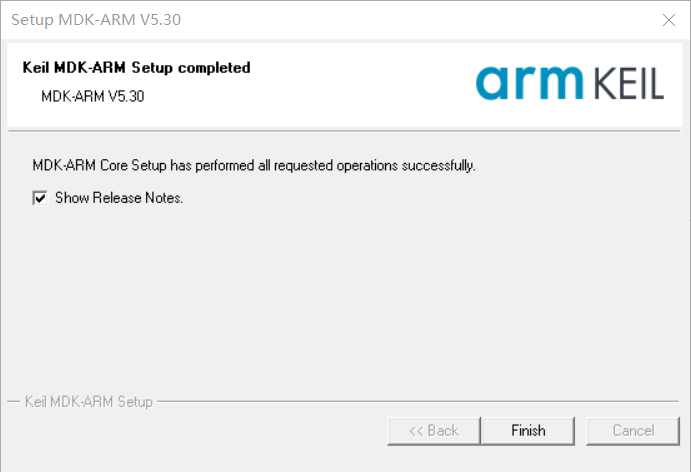 Setup MDK-ARM V5.30
Keil MDK-ARM Setup completed
MDK-ARM V5.30
arm KEIL
MDK-ARM Core Setup has performed all requested operations successfully.
Show Release Notes.
Keil MDK-ARM Setup
<< Back
Finish
Cancel